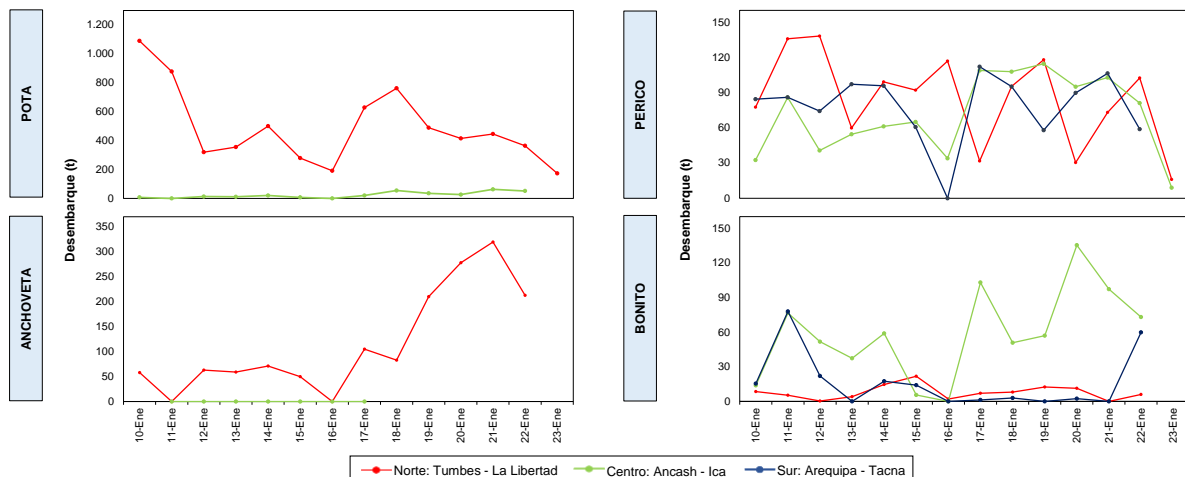 POTA
Desembarque (t)
1.200
1.000
800
600
400
200
0
ANCHOVETA
350
300
250
200
150
100
50
0
10-Ene
11-Ene
12-Ene
13-Ene
14-Ene
15-Ene
16-Ene
17-Ene
18-Ene
19-Ene
20-Ene
21-Ene
22-Ene
23-Ene
PERICO
Desembarque (t)
150
120
90
60
30
0
BONITO
150
120
90
60
30
0
10-Ene
11-Ene
12-Ene
13-Ene
14-Ene
15-Ene
16-Ene
17-Ene
18-Ene
19-Ene
20-Ene
21-Ene
22-Ene
23-Ene
Norte: Tumbes - La Libertad
Centro: Ancash - Ica
Sur: Arequipa - Tacna